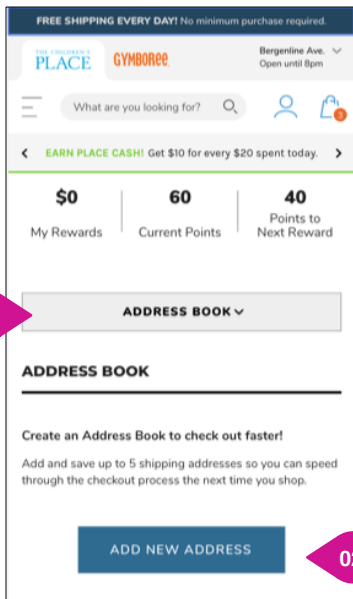 FREE SHIPPING EVERY DAY! No minimum purchase required.
THE CHILDREN'S
PLACE
GYMBOREE
Bergenline Ave.
Open until 8pm
What are you looking for?
3
EARN PLACE CASH! Get $10 for every $20 spent today.
$0
My Rewards
60
Current Points
40
Points to
Next Reward
ADDRESS BOOK
ADDRESS BOOK
Create an Address Book to check out faster!
Add and save up to 5 shipping addresses so you can speed
through the checkout process the next time you shop.
ADD NEW ADDRESS